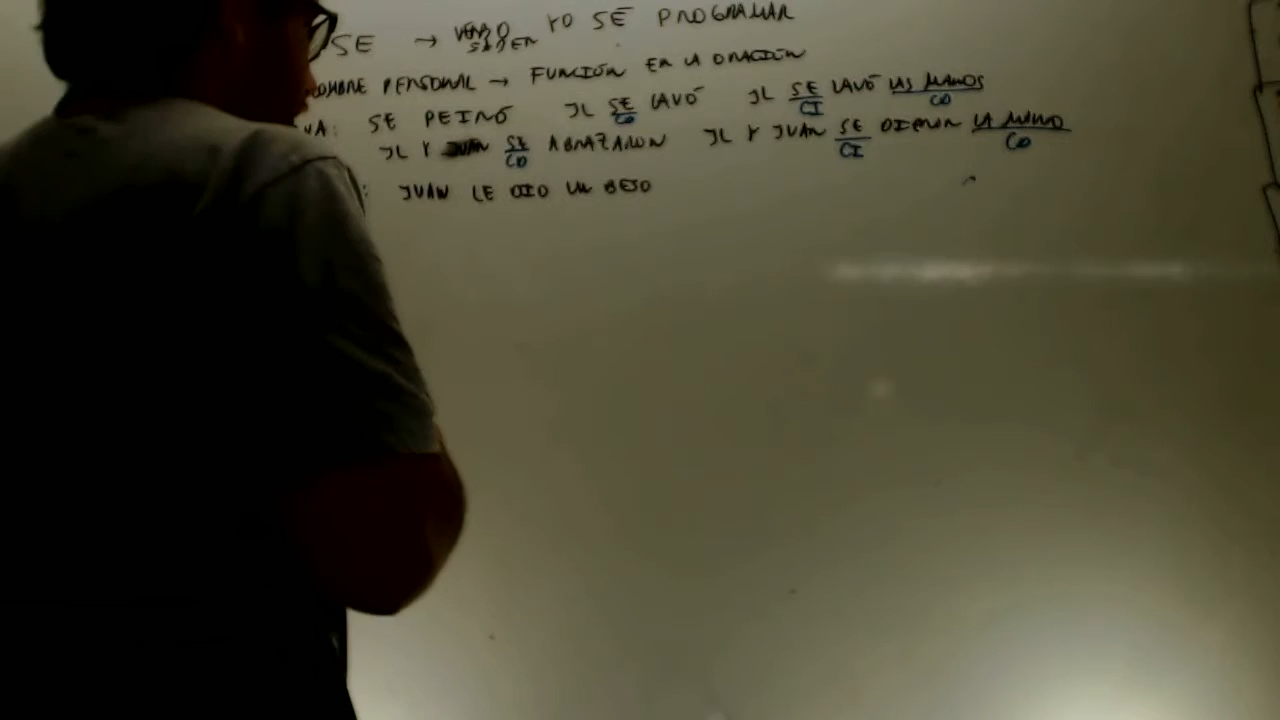 SE → VERBO SABER YO SÉ PROGRAMAR
PERSONAL → FUNCIÓN EN LA ORACIÓN
SE PEINÓ JL SE CD LAVÓ JL SE CI LAVÓ LAS MANOS CD
JL Y JUAN SE CD ABRAZARON JL Y JUAN SE CI DIERON LA MANO CD
: JUAN LE DIO UN BESO